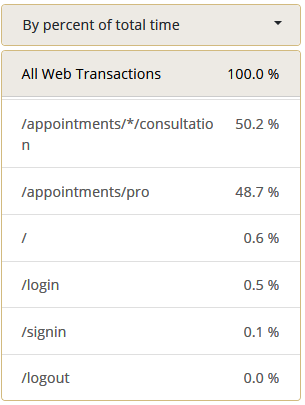 By percent of total time
All Web Transactions 100.0 %
/appointments/*/consultatio 50.2 %
n
/appointments/pro 48.7 %
/ 0.6 %
/login 0.5 %
/signin 0.1 %
/logout 0.0 %